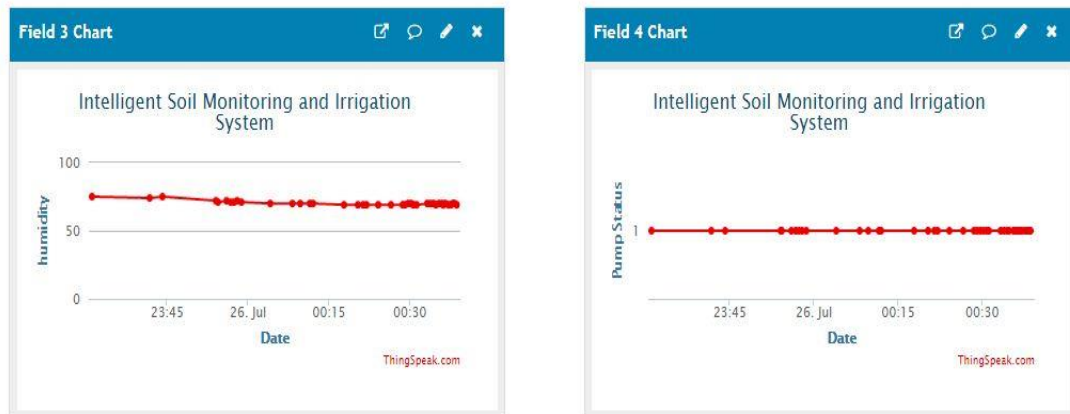 Field 3 Chart
Intelligent Soil Monitoring and Irrigation
System
humidity
100
50
0
23:45
26. Jul
00:15
00:30
Date
ThingSpeak.com
Field 4 Chart
Intelligent Soil Monitoring and Irrigation
System
Pump Status
1
23:45
26. Jul
00:15
00:30
Date
ThingSpeak.com